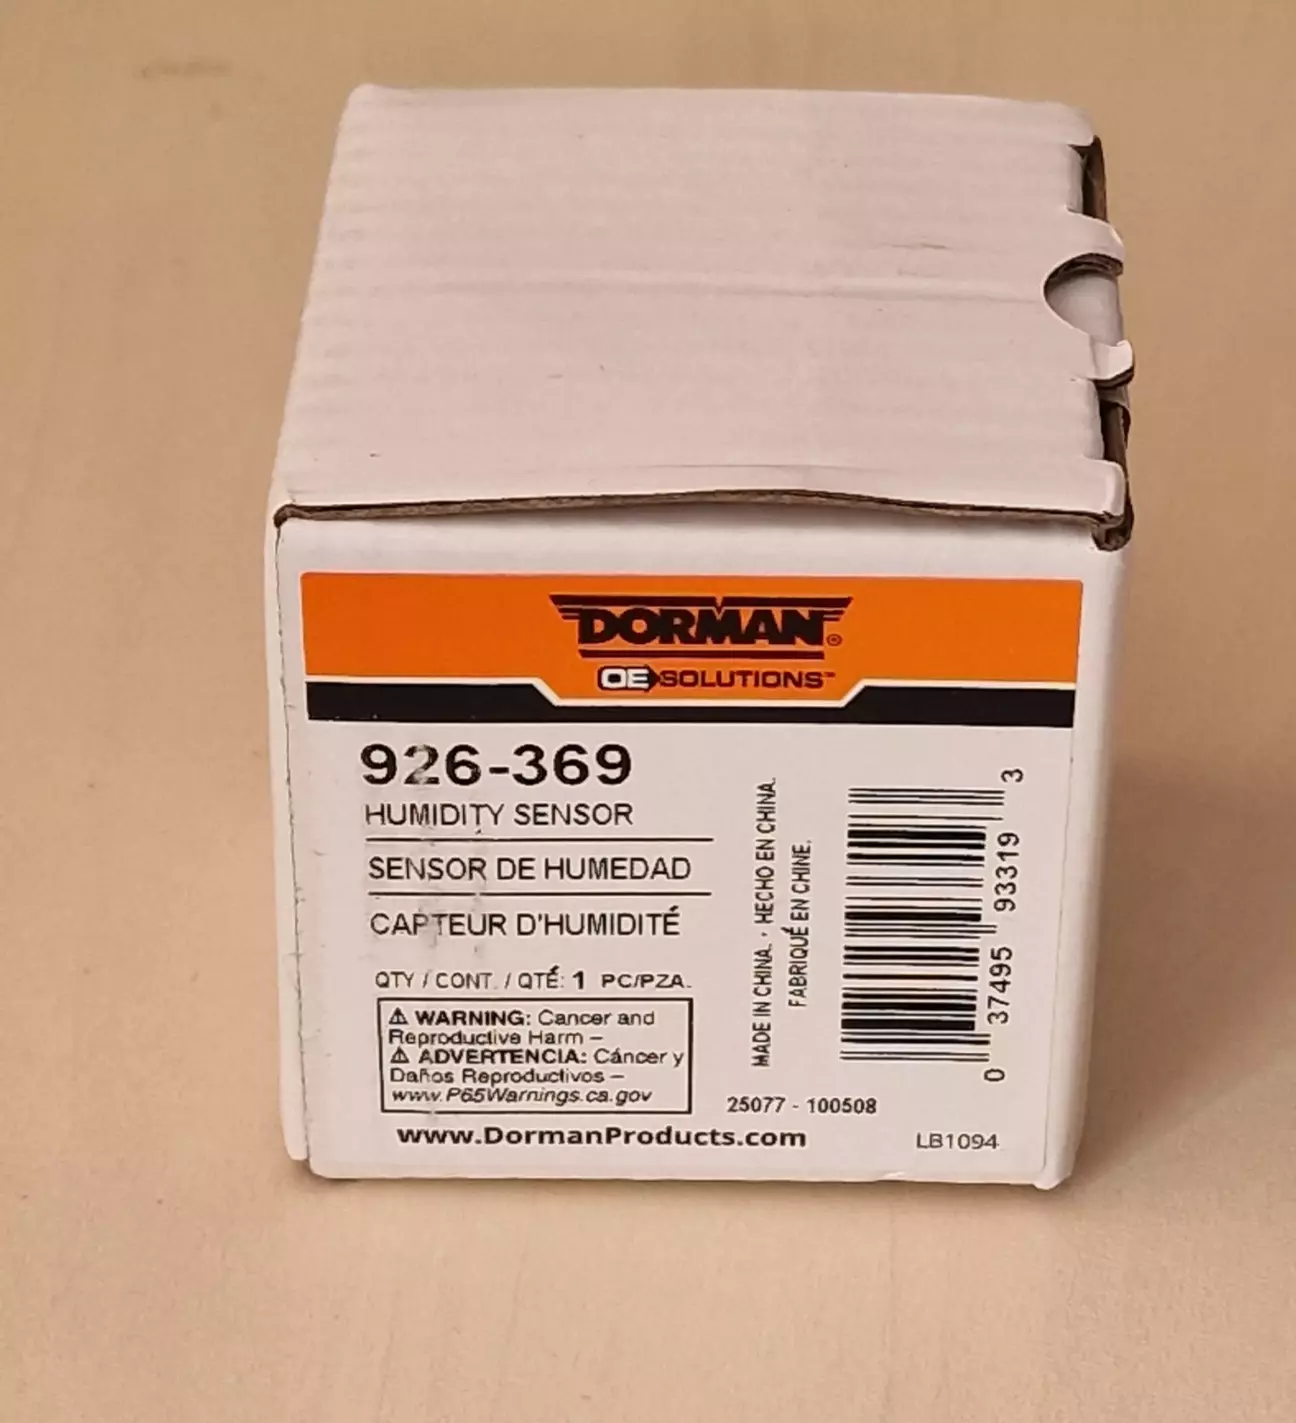 DORMAN®
OE SOLUTIONS™
926-369
HUMIDITY SENSOR
SENSOR DE HUMEDAD
CAPTEUR D'HUMIDITÉ
QTY / CONT. / QTÉ: 1 PC/PZA.
⚠ WARNING: Cancer and
Reproductive Harm –
⚠ ADVERTENCIA: Cáncer y
Daños Reproductivos –
www.P65Warnings.ca.gov
www.DormanProducts.com
MADE IN CHINA. · HECHO EN CHINA.
FABRIQUÉ EN CHINE.
0 37495 93319 3
25077 - 100508
LB1094